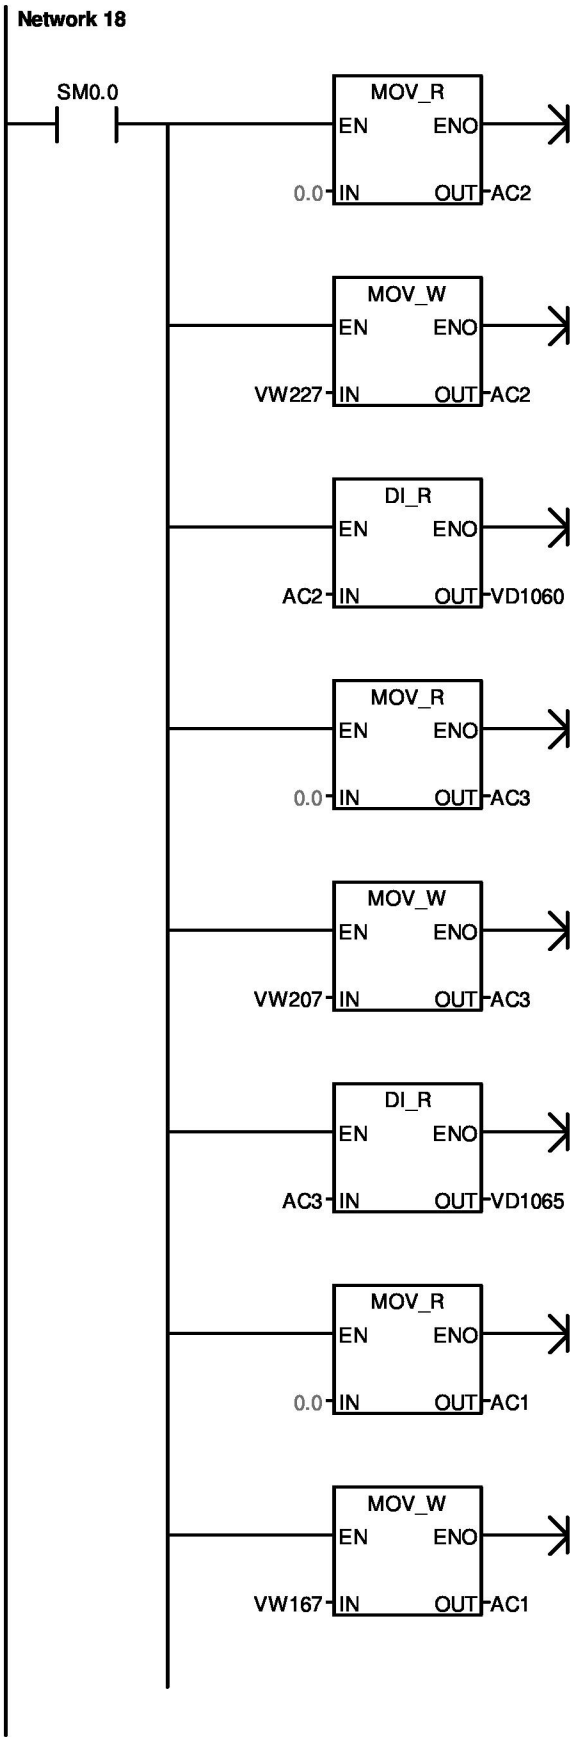 Network 18
SM0.0
MOV_R
EN ENO
0.0 IN OUT AC2
MOV_W
EN ENO
VW227 IN OUT AC2
DI_R
EN ENO
AC2 IN OUT VD1060
MOV_R
EN ENO
0.0 IN OUT AC3
MOV_W
EN ENO
VW207 IN OUT AC3
DI_R
EN ENO
AC3 IN OUT VD1065
MOV_R
EN ENO
0.0 IN OUT AC1
MOV_W
EN ENO
VW167 IN OUT AC1